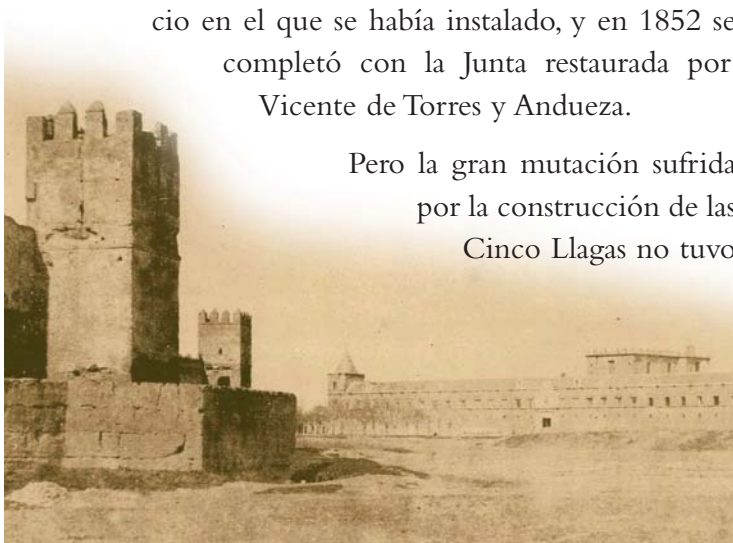 cio en el que se había instalado, y en 1852 se
completó con la Junta restaurada por
Vicente de Torres y Andueza.
Pero la gran mutación sufrida
por la construcción de las
Cinco Llagas no tuvo